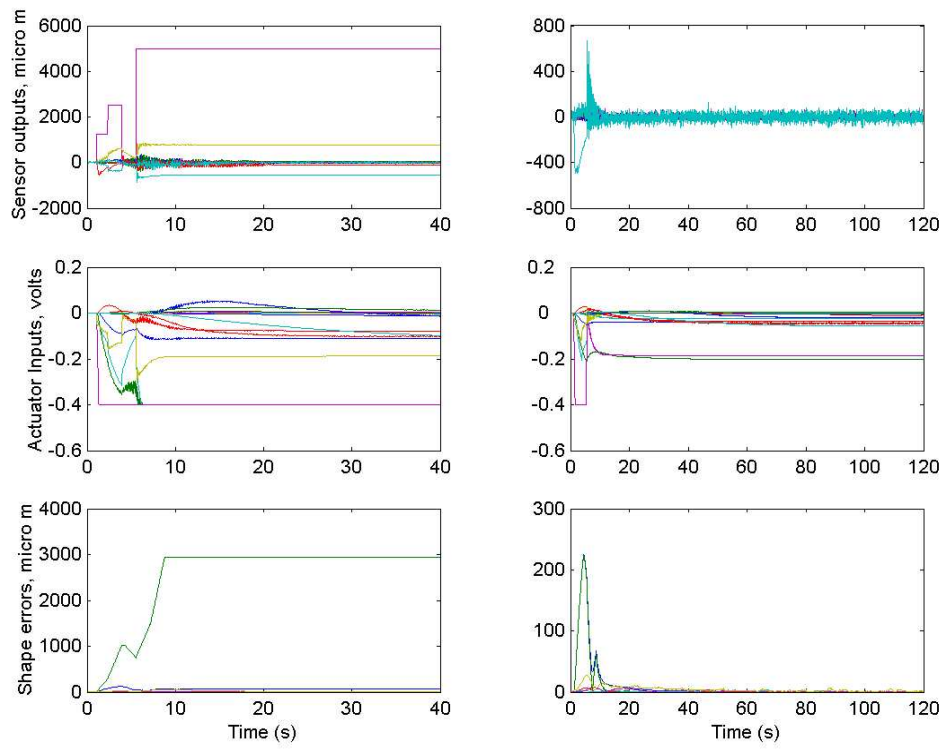 Sensor outputs, micro m
6000
4000
2000
0
-2000
0 10 20 30 40
800
400
0
-400
-800
0 20 40 60 80 100 120
Actuator Inputs, volts
0.2
0
-0.2
-0.4
-0.6
0 10 20 30 40
0.2
0
-0.2
-0.4
-0.6
0 20 40 60 80 100 120
Shape errors, micro m
4000
3000
2000
1000
0
0 10 20 30 40
Time (s)
300
200
100
0
0 20 40 60 80 100 120
Time (s)